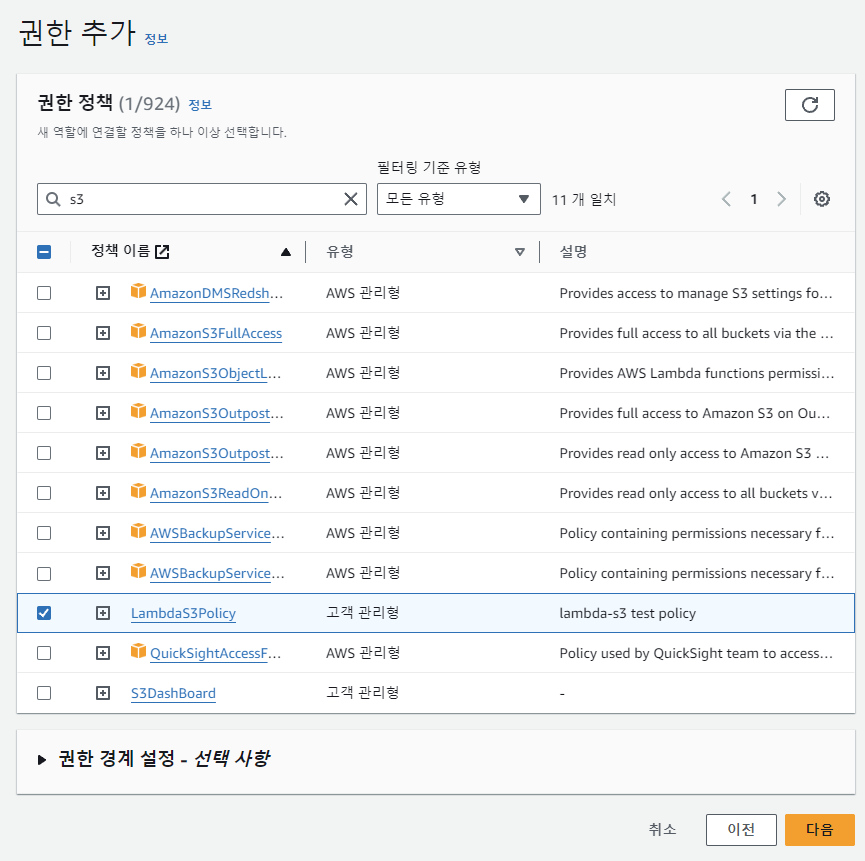 권한 추가 정보
권한 정책 (1/924) 정보
새 역할에 연결할 정책을 하나 이상 선택합니다.
필터링 기준 유형
s3 모든 유형 11 개 일치 1
정책 이름 유형 설명
AmazonDMSRedsh... AWS 관리형 Provides access to manage S3 settings fo...
AmazonS3FullAccess AWS 관리형 Provides full access to all buckets via the ...
AmazonS3ObjectL... AWS 관리형 Provides AWS Lambda functions permissi...
AmazonS3Outpost... AWS 관리형 Provides full access to Amazon S3 on Ou...
AmazonS3Outpost... AWS 관리형 Provides read only access to Amazon S3 ...
AmazonS3ReadOn... AWS 관리형 Provides read only access to all buckets v...
AWSBackupService... AWS 관리형 Policy containing permissions necessary f...
AWSBackupService... AWS 관리형 Policy containing permissions necessary f...
LambdaS3Policy 고객 관리형 lambda-s3 test policy
QuickSightAccessF... AWS 관리형 Policy used by QuickSight team to access...
S3DashBoard 고객 관리형 -
권한 경계 설정 - 선택 사항
취소 이전 다음